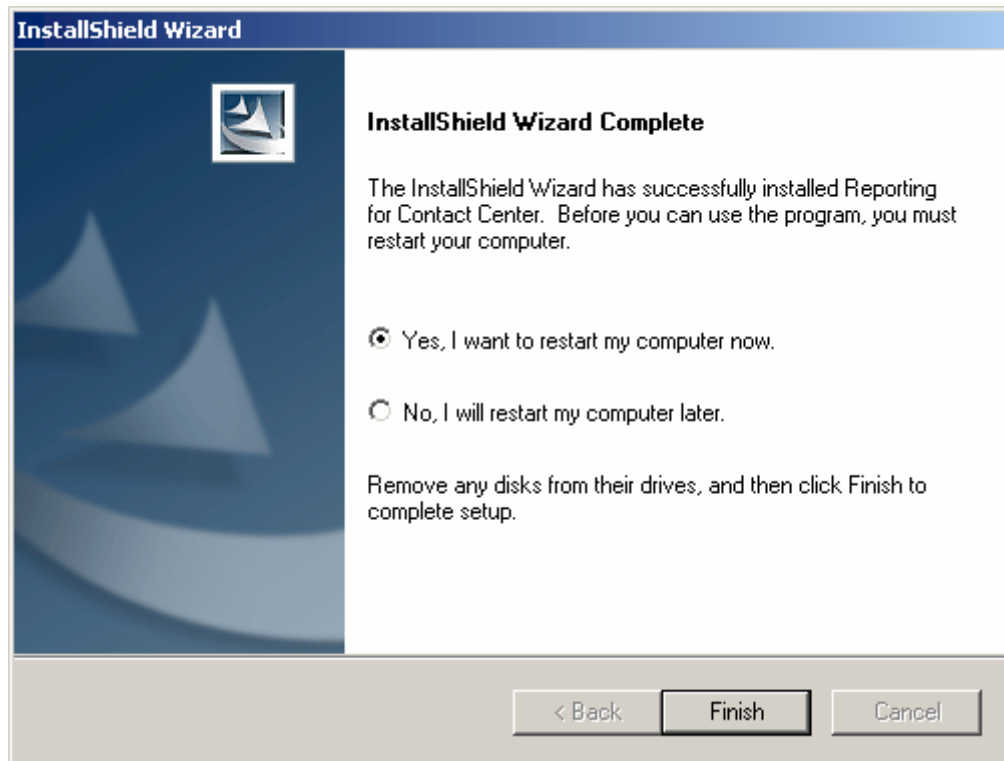 InstallShield Wizard
InstallShield Wizard Complete
The InstallShield Wizard has successfully installed Reporting
for Contact Center.  Before you can use the program, you must
restart your computer.
Yes, I want to restart my computer now.
No, I will restart my computer later.
Remove any disks from their drives, and then click Finish to
complete setup.
< Back
Finish
Cancel